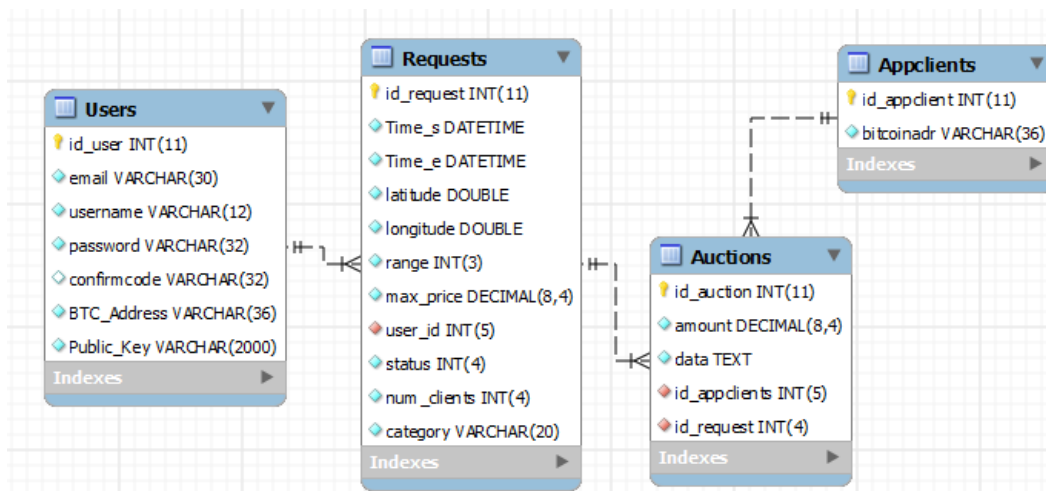 Users
id_user INT(11)
email VARCHAR(30)
username VARCHAR(12)
password VARCHAR(32)
confirmcode VARCHAR(32)
BTC_Address VARCHAR(36)
Public_Key VARCHAR(2000)
Indexes
Requests
id_request INT(11)
Time_s DATETIME
Time_e DATETIME
latitude DOUBLE
longitude DOUBLE
range INT(3)
max_price DECIMAL(8,4)
user_id INT(5)
status INT(4)
num_clients INT(4)
category VARCHAR(20)
Indexes
Appclients
id_appclient INT(11)
bitcoinadr VARCHAR(36)
Indexes
Auctions
id_auction INT(11)
amount DECIMAL(8,4)
data TEXT
id_appclients INT(5)
id_request INT(4)
Indexes